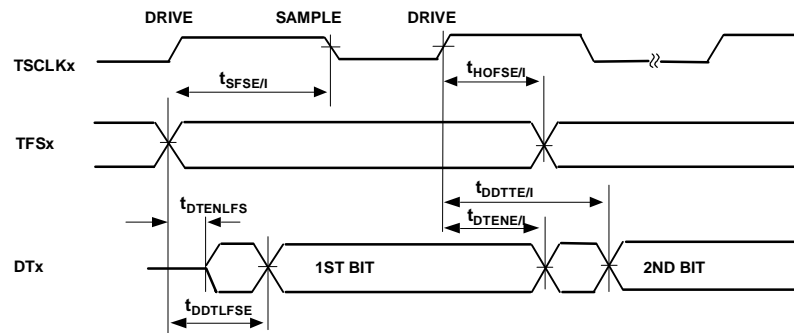 DRIVE SAMPLE DRIVE
TSCLKx
tSFSE/I
tHOFSE/I
TFSx
tDDTTE/I
tDTENE/I
tDTENLFS
DTx
1ST BIT
2ND BIT
tDDTLFSE